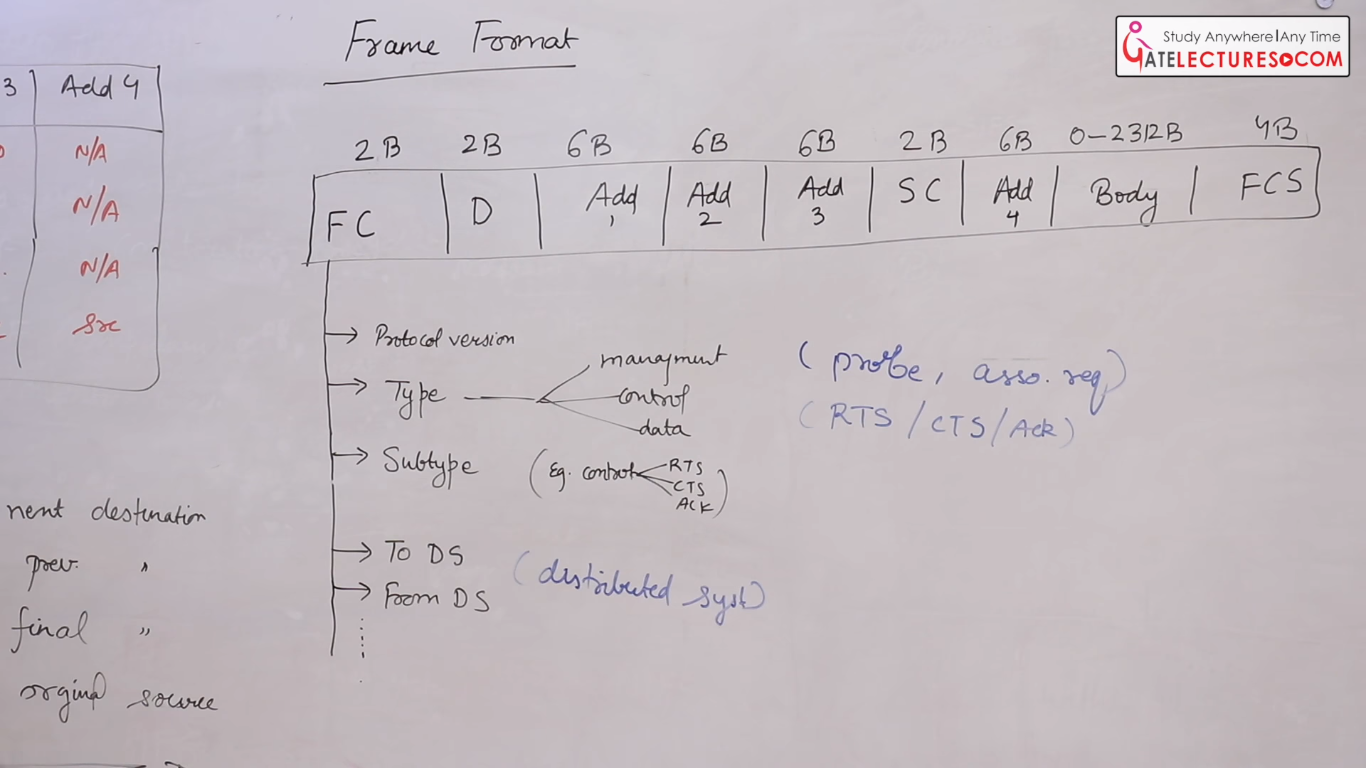 Study Anywhere|Any Time
GATELECTURES.COM
Frame Format
3 Add 4
N/A
N/A
N/A
Src
2B 2B 6B 6B 6B 2B 6B 0-2312B 4B
FC D Add 1 Add 2 Add 3 SC Add 4 Body FCS
Protocol version
Type managment (probe, asso. req)
control (RTS/CTS/Ack)
data
Subtype (Eg. control RTS
CTS
ACK)
To DS (distributed syst)
From DS
nent destination
prev. "
final "
orginal source